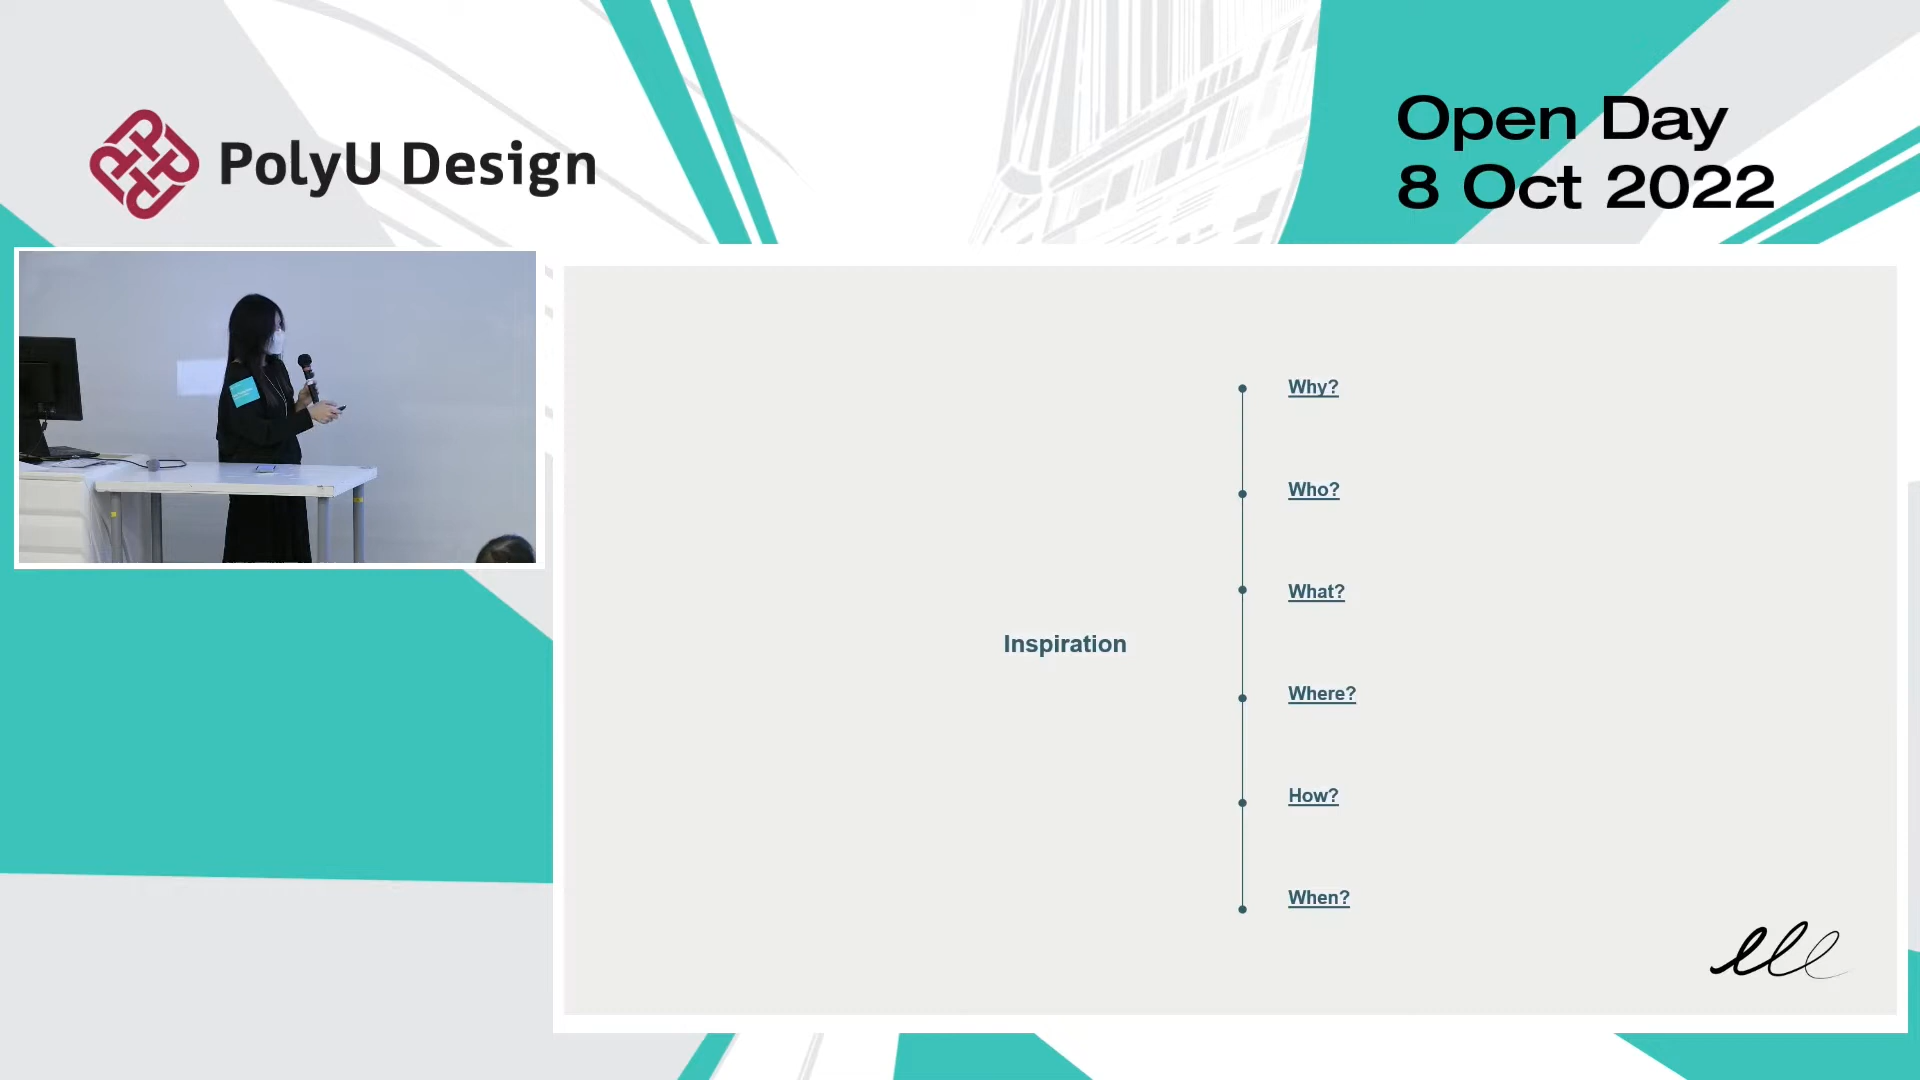 PolyU Design
Open Day
8 Oct 2022
Inspiration
Why?
Who?
What?
Where?
How?
When?